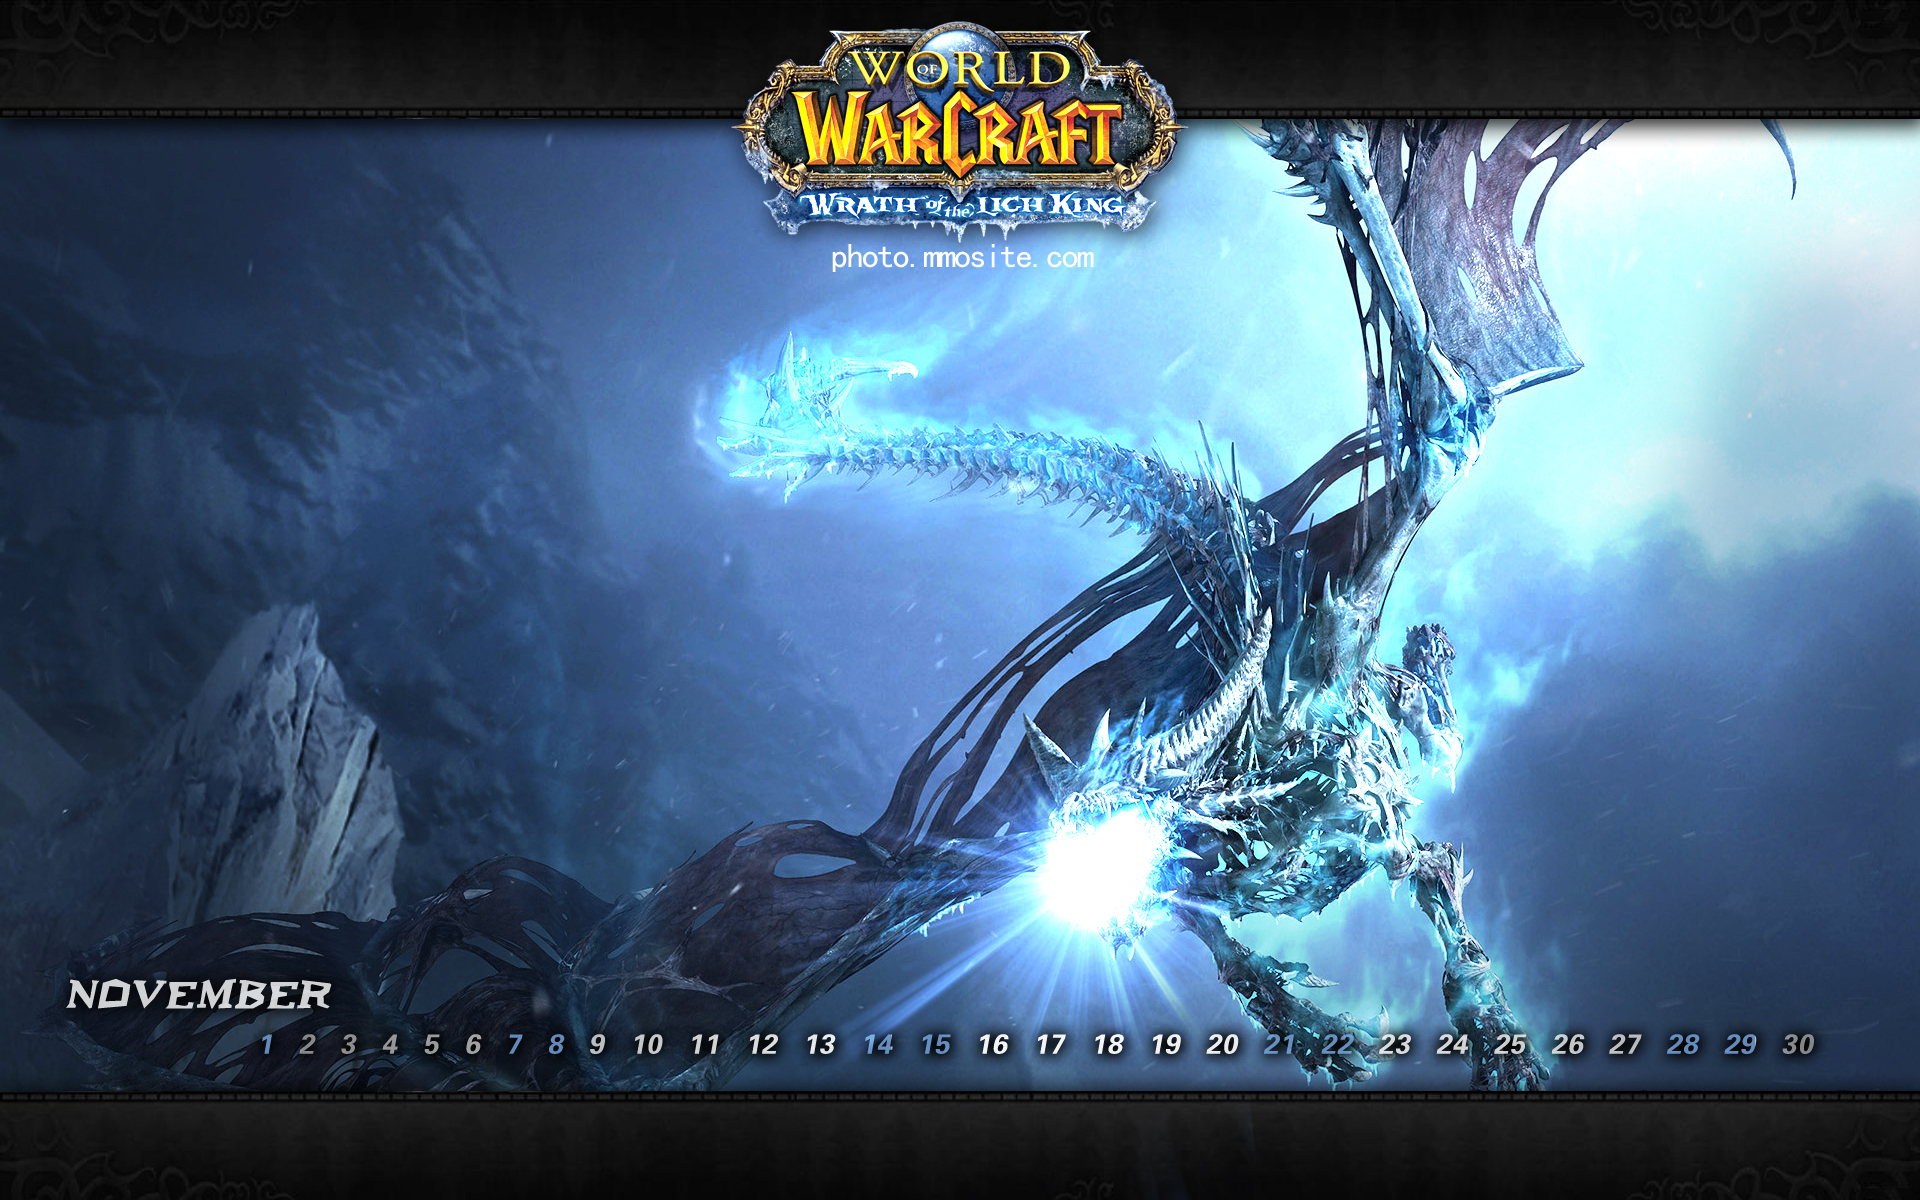 WORLD
OF
WARCRAFT
WRATH of the LICH KING
photo.mmosite.com
NOVEMBER
1 2 3 4 5 6 7 8 9 10 11 12 13 14 15 16 17 18 19 20 21 22 23 24 25 26 27 28 29 30